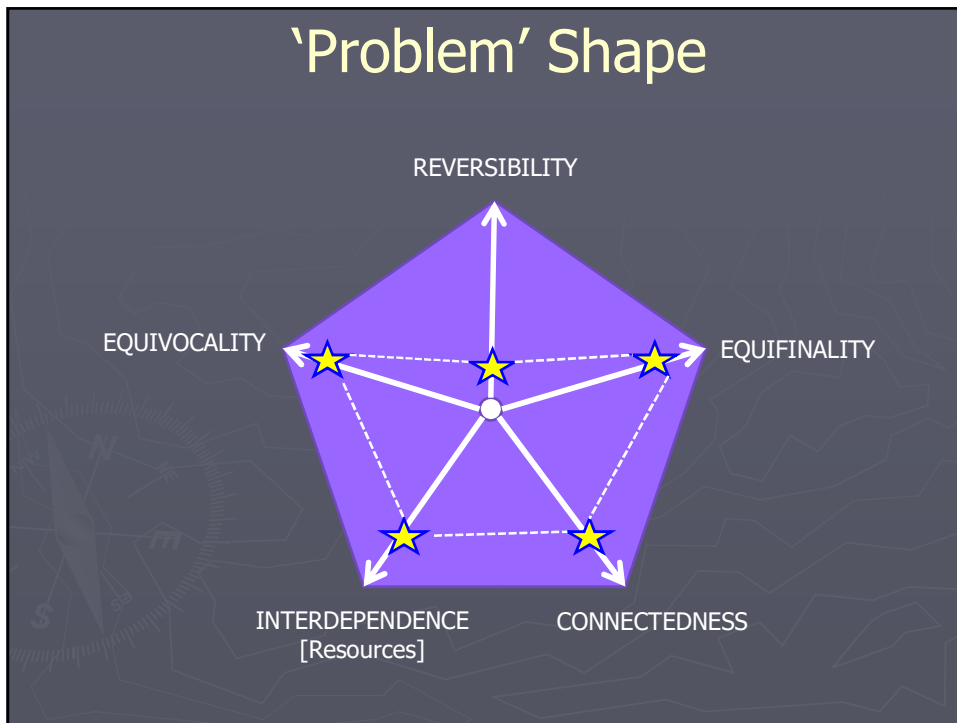 ‘Problem’ Shape
REVERSIBILITY
EQUIVOCALITY
EQUIFINALITY
INTERDEPENDENCE
[Resources]
CONNECTEDNESS
N
E
S